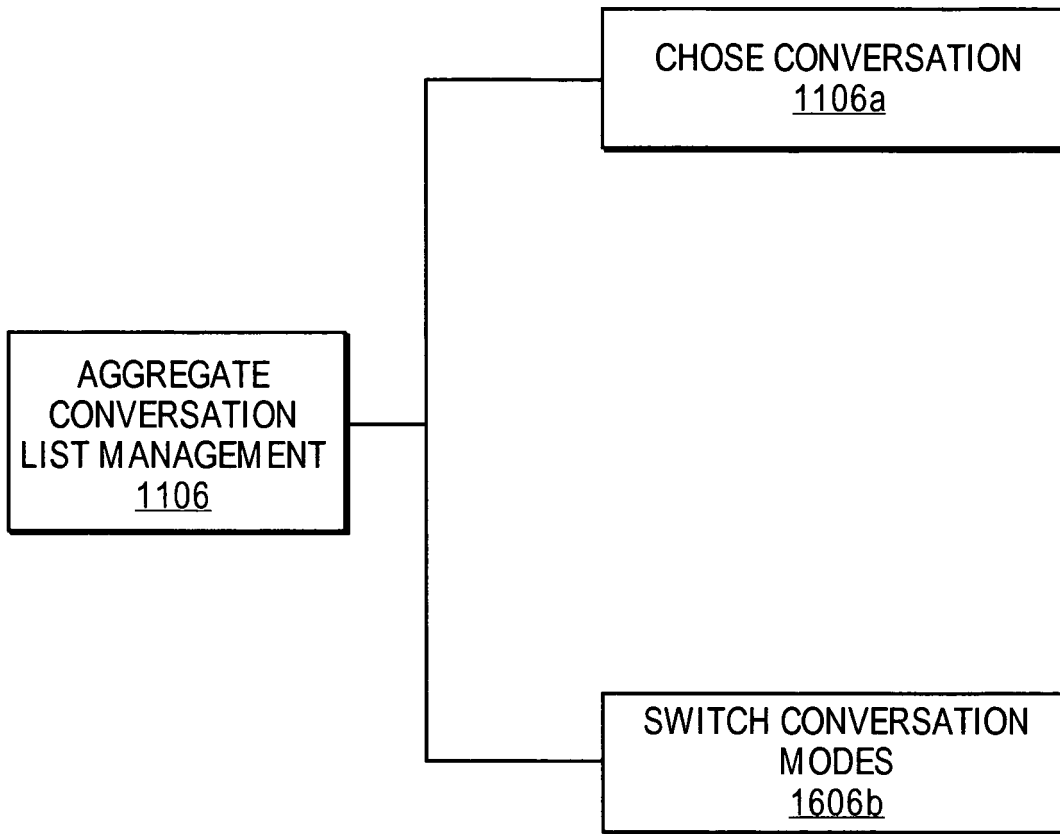 CHOSE CONVERSATION
1106a
AGGREGATE
CONVERSATION
LIST MANAGEMENT
1106
SWITCH CONVERSATION
MODES
1606b